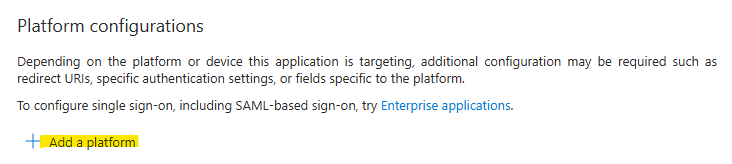 Platform configurations
Depending on the platform or device this application is targeting, additional configuration may be required such as
redirect URIs, specific authentication settings, or fields specific to the platform.
To configure single sign-on, including SAML-based sign-on, try Enterprise applications.
+ Add a platform